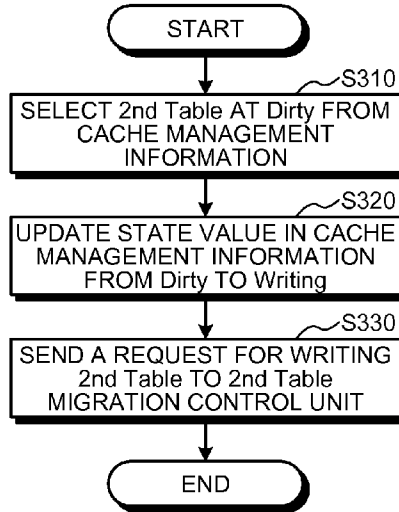 START
S310
SELECT 2nd Table AT Dirty FROM
CACHE MANAGEMENT
INFORMATION
S320
UPDATE STATE VALUE IN CACHE
MANAGEMENT INFORMATION
FROM Dirty TO Writing
S330
SEND A REQUEST FOR WRITING
2nd Table TO 2nd Table
MIGRATION CONTROL UNIT
END